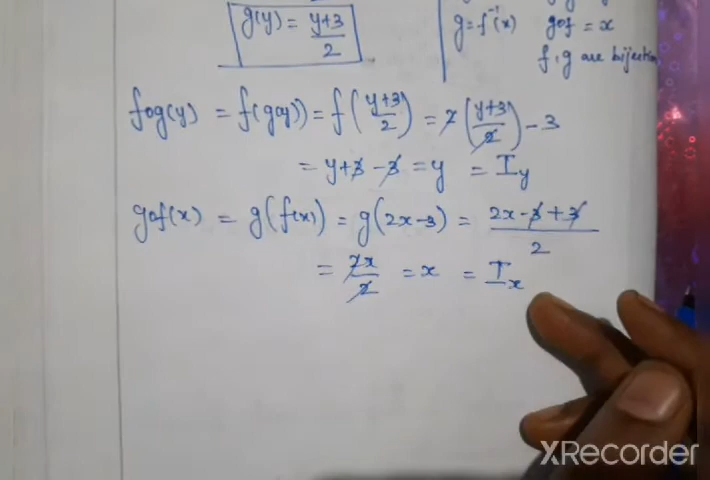 g(y) = y+3/2
g = f⁻¹(x) gof = x
f, g are bijection
fog(y) = f(g(y)) = f(y+3/2) = 2(y+3/2) - 3
= y+3 - 3 = y = I_y
gof(x) = g(f(x)) = g(2x-3) = 2x-3+3/2
= 2x/2 = x = I_x
XRecorder